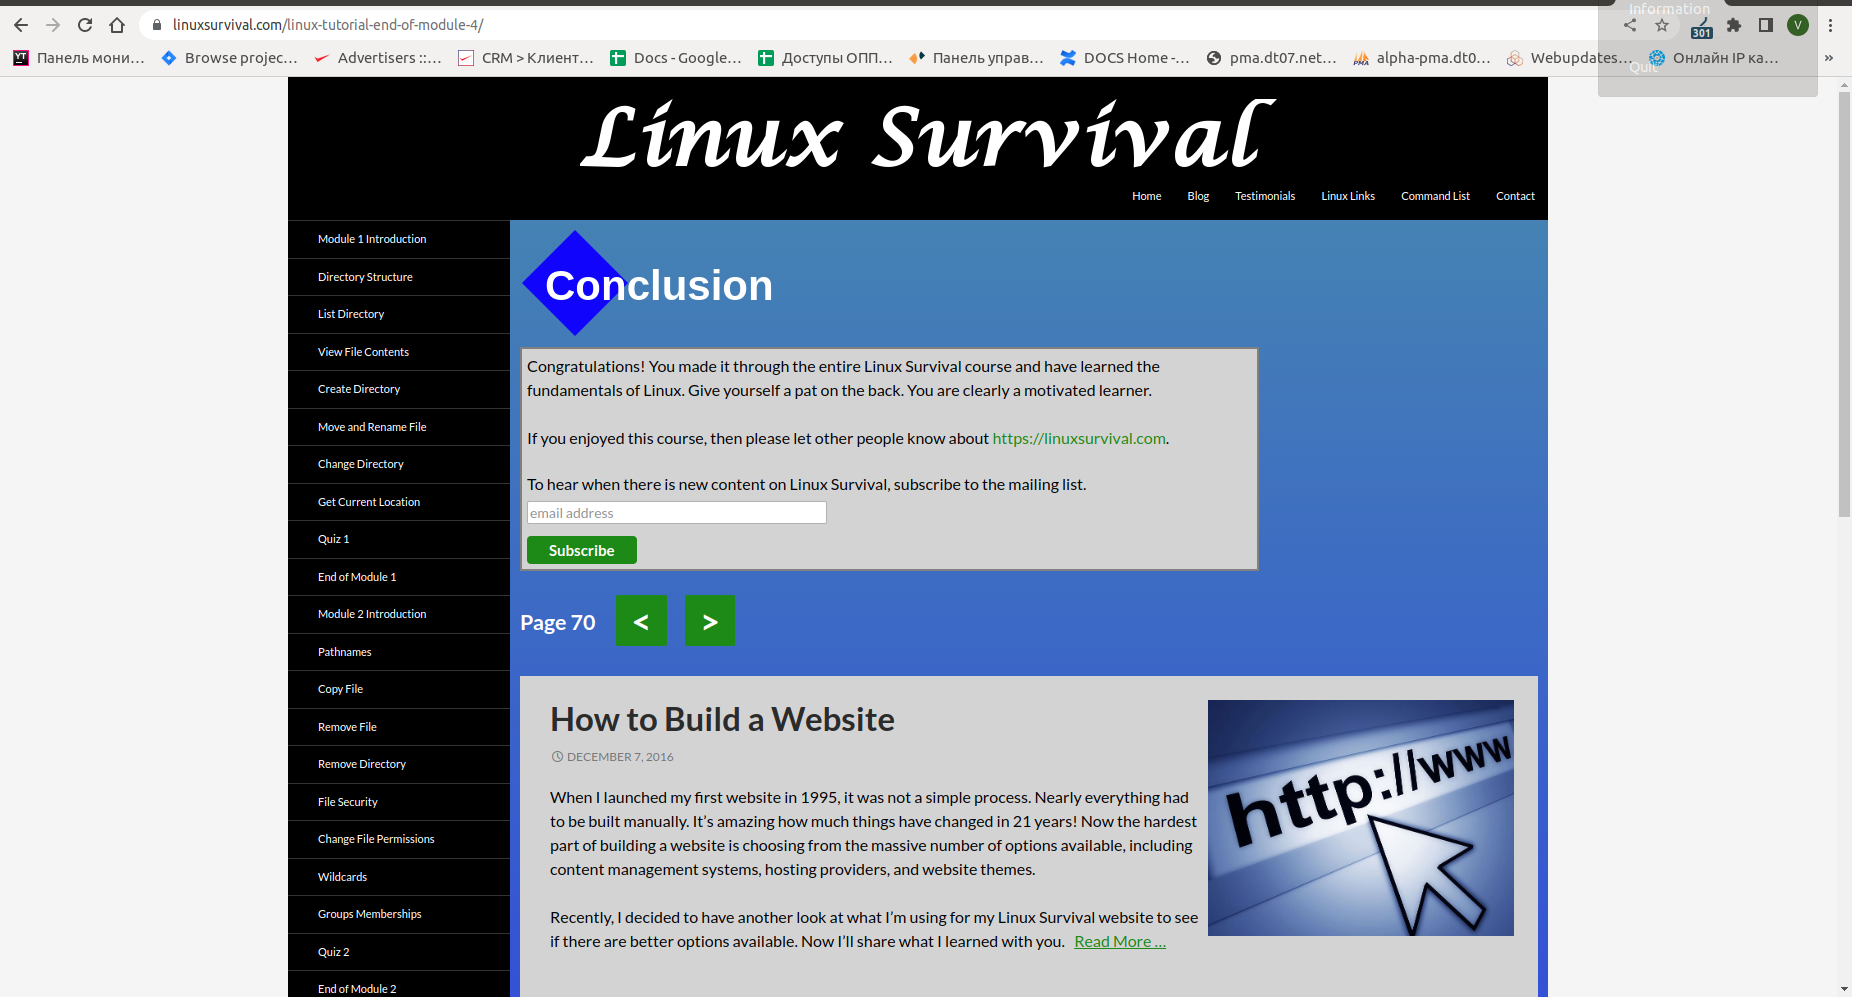 Information
linuxsurvival.com/linux-tutorial-end-of-module-4/
301
V
YT
Панель мони…
Browse projec…
Advertisers ::…
CRM > Клиент…
Docs - Google…
Доступы ОПП…
Панель управ…
DOCS Home -…
pma.dt07.net…
alpha-pma.dt0…
Webupdates…
Quit
Онлайн IP ка…
»
Linux Survival
Home
Blog
Testimonials
Linux Links
Command List
Contact
Module 1 Introduction
Directory Structure
List Directory
View File Contents
Create Directory
Move and Rename File
Change Directory
Get Current Location
Quiz 1
End of Module 1
Module 2 Introduction
Pathnames
Copy File
Remove File
Remove Directory
File Security
Change File Permissions
Wildcards
Groups Memberships
Quiz 2
End of Module 2
Conclusion
Congratulations! You made it through the entire Linux Survival course and have learned the
fundamentals of Linux. Give yourself a pat on the back. You are clearly a motivated learner.
If you enjoyed this course, then please let other people know about https://linuxsurvival.com.
To hear when there is new content on Linux Survival, subscribe to the mailing list.
email address
Subscribe
Page 70 < >
How to Build a Website
DECEMBER 7, 2016
When I launched my first website in 1995, it was not a simple process. Nearly everything had
to be built manually. It’s amazing how much things have changed in 21 years! Now the hardest
part of building a website is choosing from the massive number of options available, including
content management systems, hosting providers, and website themes.
Recently, I decided to have another look at what I’m using for my Linux Survival website to see
if there are better options available. Now I’ll share what I learned with you. Read More …
http://www